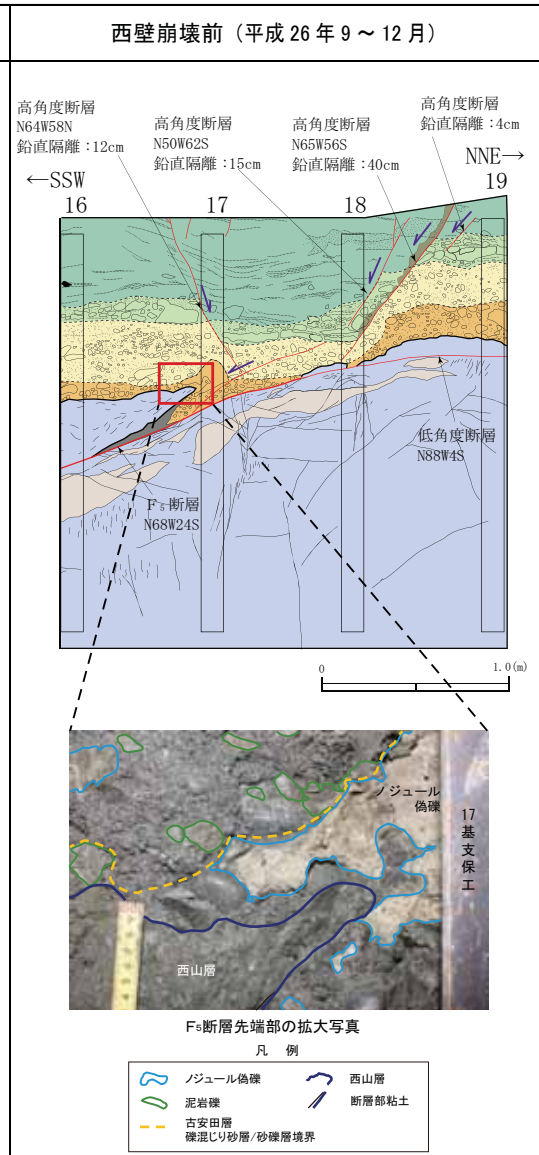 西壁崩壊前（平成 26 年 9 ～ 12 月）
高角度断層
N64W58N
鉛直隔離：12cm
高角度断層
N50W62S
鉛直隔離：15cm
高角度断層
N65W56S
鉛直隔離：40cm
高角度断層
鉛直隔離：4cm
←SSW
NNE→
16
17
18
19
低角度断層
N88W4S
F₅断層
N68W24S
0
1.0(m)
ノジュール
偽礫
17基支保工
西山層
F₅断層先端部の拡大写真
凡 例
ノジュール偽礫
西山層
泥岩礫
断層部粘土
古安田層
礫混じり砂層/砂礫層境界